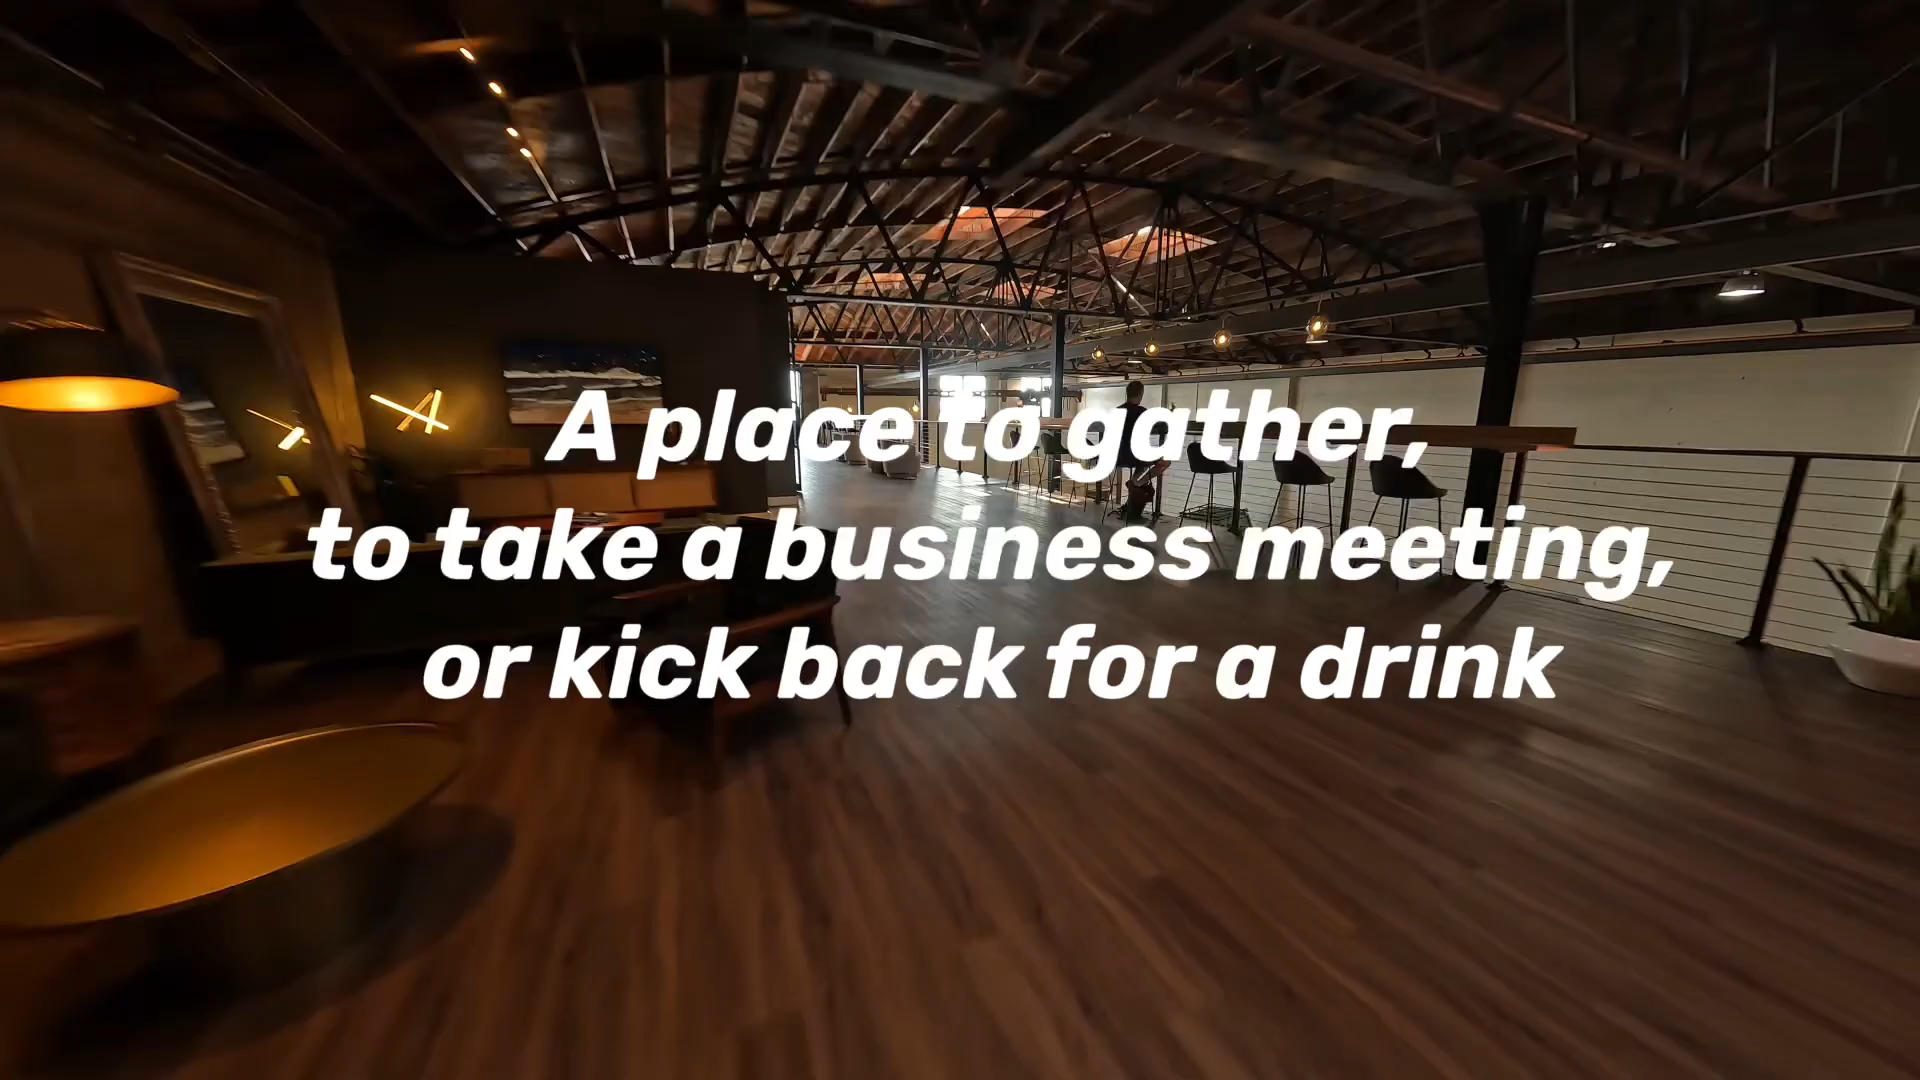 A place to gather,
to take a business meeting,
or kick back for a drink